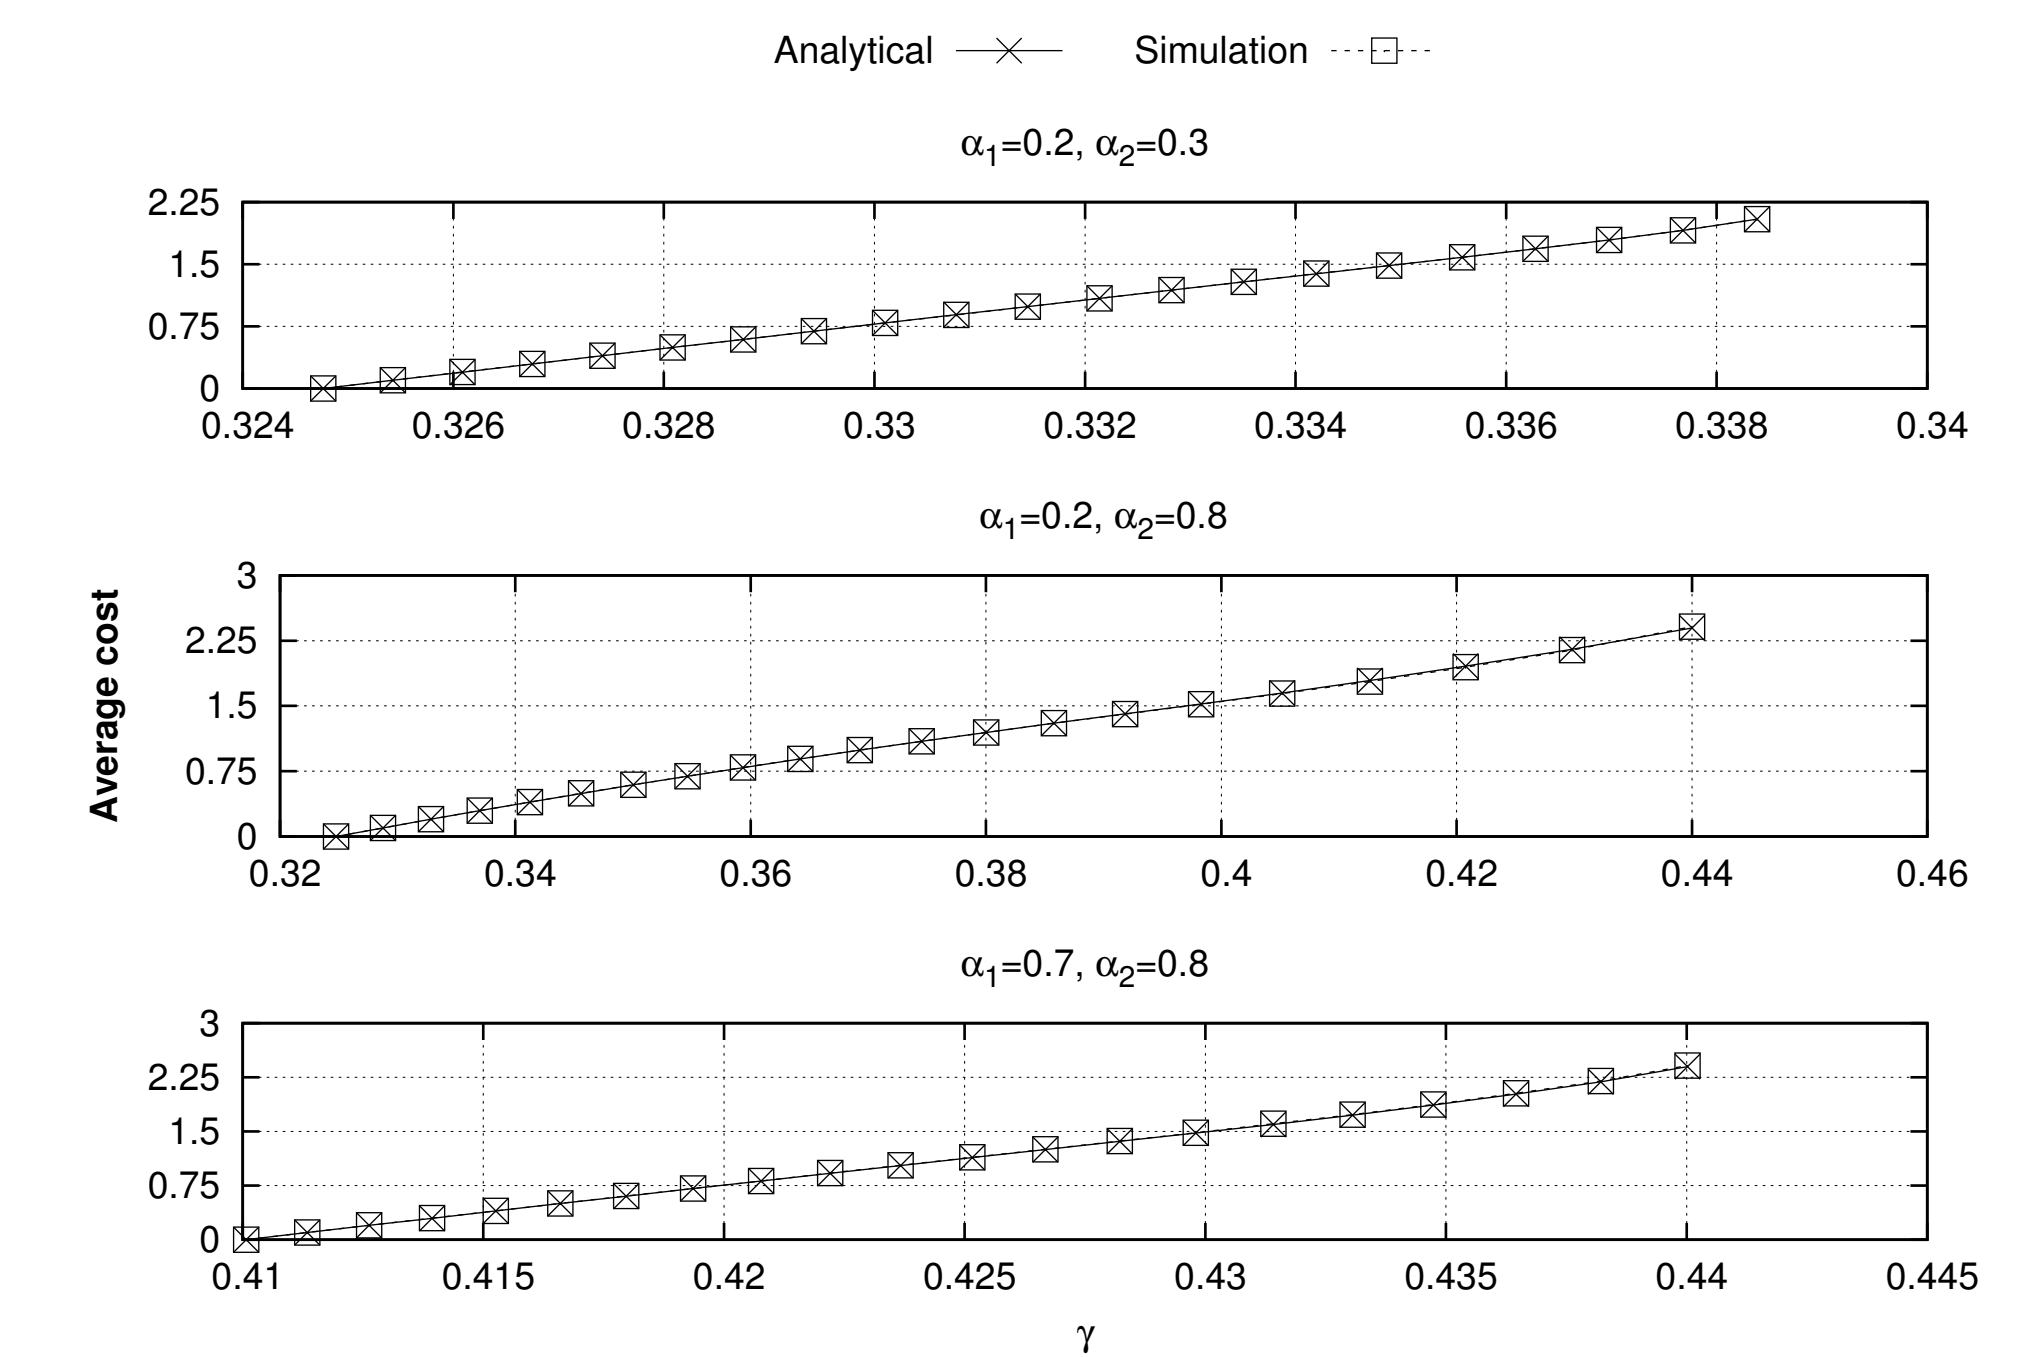 Analytical Simulation
α1=0.2, α2=0.3
2.25
1.5
0.75
0
0.324 0.326 0.328 0.33 0.332 0.334 0.336 0.338 0.34
α1=0.2, α2=0.8
Average cost
3
2.25
1.5
0.75
0
0.32 0.34 0.36 0.38 0.4 0.42 0.44 0.46
α1=0.7, α2=0.8
3
2.25
1.5
0.75
0
0.41 0.415 0.42 0.425 0.43 0.435 0.44 0.445
γ